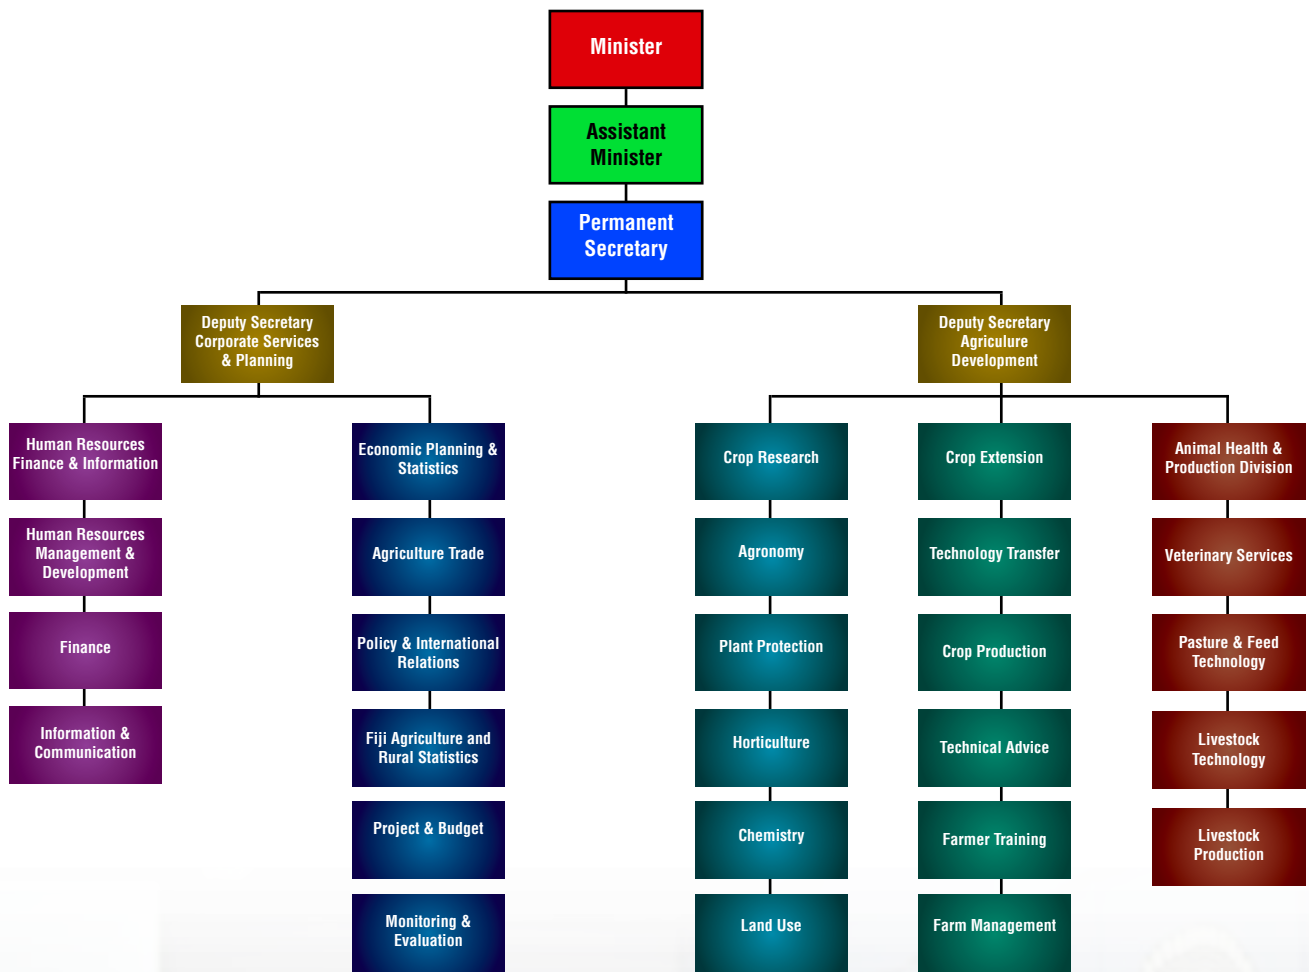 Minister
Assistant
Minister
Permanent
Secretary
Deputy Secretary
Corporate Services
& Planning
Deputy Secretary
Agriculure
Development
Human Resources
Finance & Information
Human Resources
Management &
Development
Finance
Information &
Communication
Economic Planning &
Statistics
Agriculture Trade
Policy & International
Relations
Fiji Agriculture and
Rural Statistics
Project & Budget
Monitoring &
Evaluation
Crop Research
Agronomy
Plant Protection
Horticulture
Chemistry
Land Use
Crop Extension
Technology Transfer
Crop Production
Technical Advice
Farmer Training
Farm Management
Animal Health &
Production Division
Veterinary Services
Pasture & Feed
Technology
Livestock
Technology
Livestock
Production